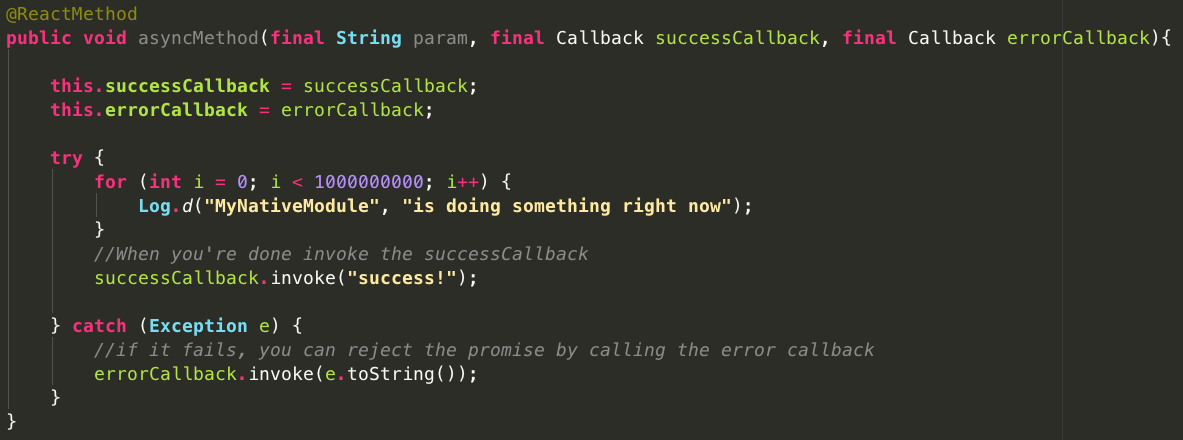 @ReactMethod
public void asyncMethod(final String param, final Callback successCallback, final Callback errorCallback){
this.successCallback = successCallback;
this.errorCallback = errorCallback;
try {
for (int i = 0; i < 1000000000; i++) {
Log.d("MyNativeModule", "is doing something right now");
}
//When you're done invoke the successCallback
successCallback.invoke("success!");
} catch (Exception e) {
//if it fails, you can reject the promise by calling the error callback
errorCallback.invoke(e.toString());
}
}